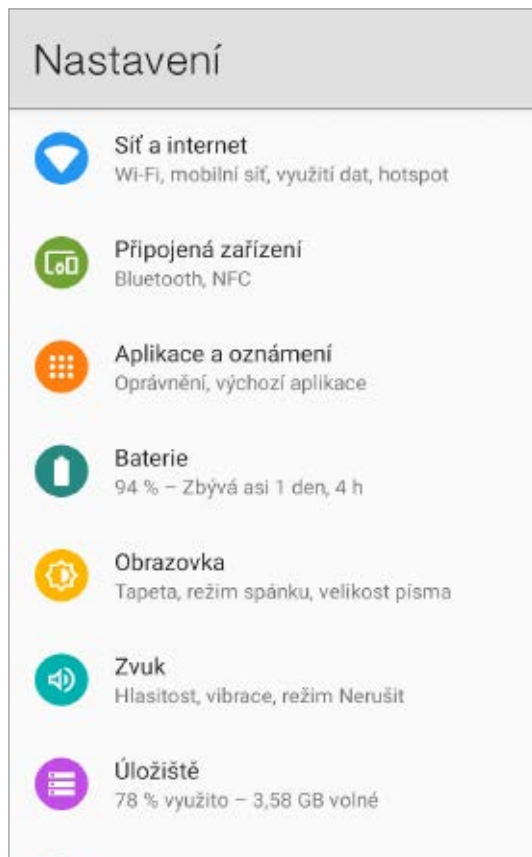 Nastavení
Síť a internet
Wi-Fi, mobilní síť, využití dat, hotspot
Připojená zařízení
Bluetooth, NFC
Aplikace a oznámení
Oprávnění, výchozí aplikace
Baterie
94 % – Zbývá asi 1 den, 4 h
Obrazovka
Tapeta, režim spánku, velikost písma
Zvuk
Hlasitost, vibrace, režim Nerušit
Úložiště
78 % využito – 3,58 GB volné